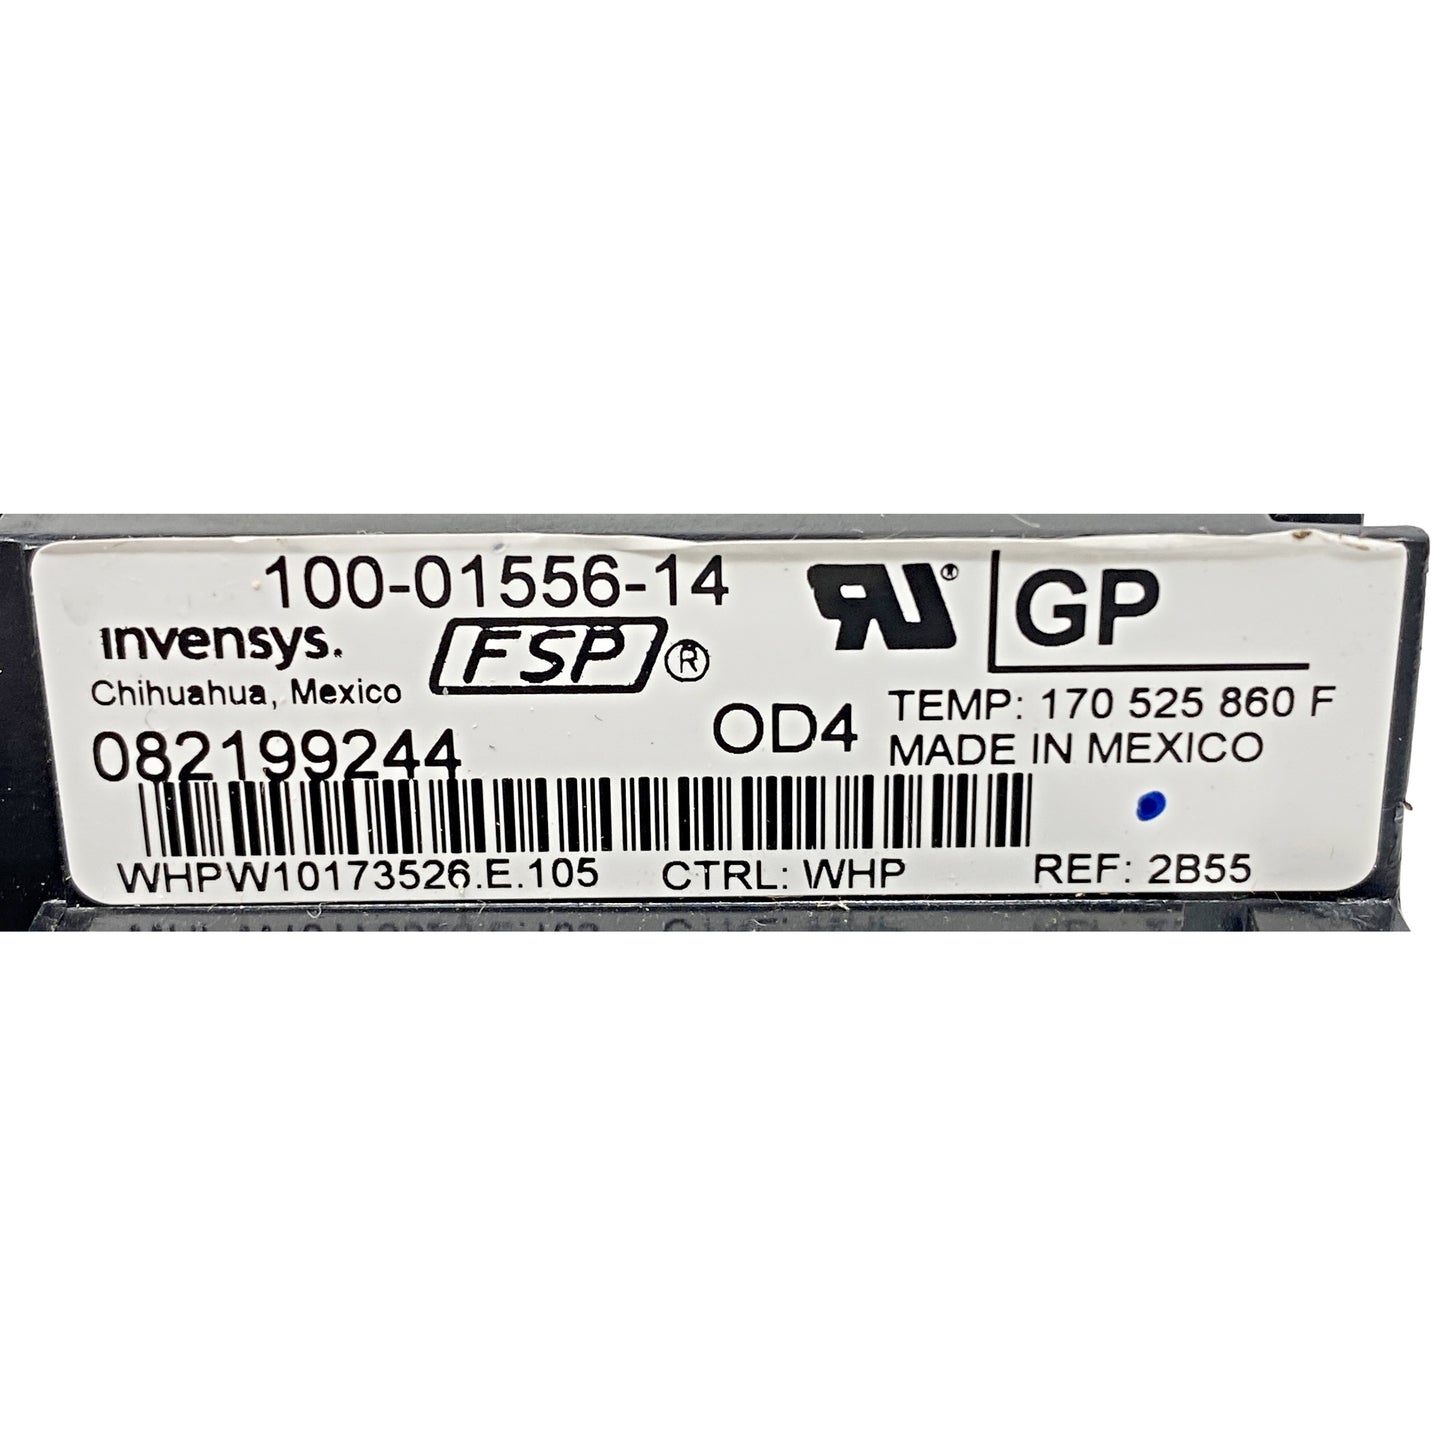 100-01556-14
invensys. FSP®
Chihuahua, Mexico
082199244
OD4
WHPW10173526.E.105 CTRL: WHP REF: 2B55
RU® GP
TEMP: 170 525 860 F
MADE IN MEXICO